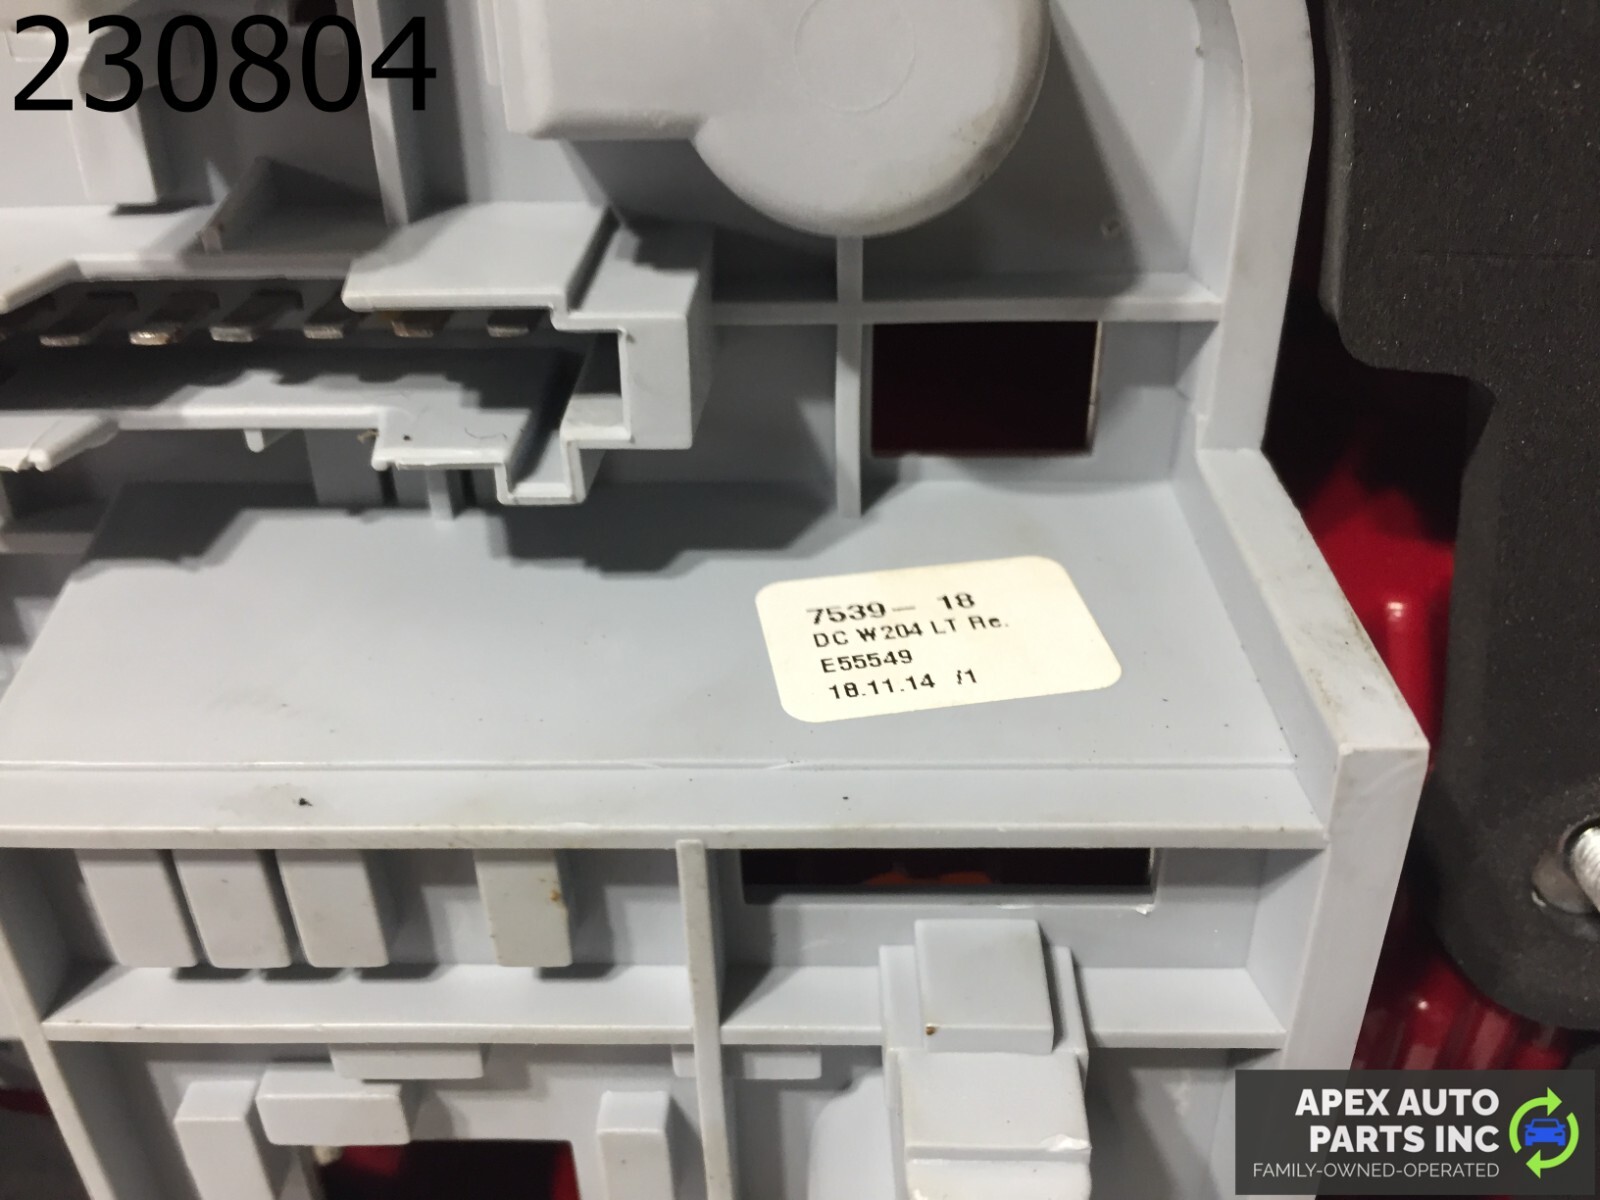 230804
7539- 18
DC W204 LT Re.
E55549
18.11.14 /1
APEX AUTO
PARTS INC
FAMILY-OWNED-OPERATED